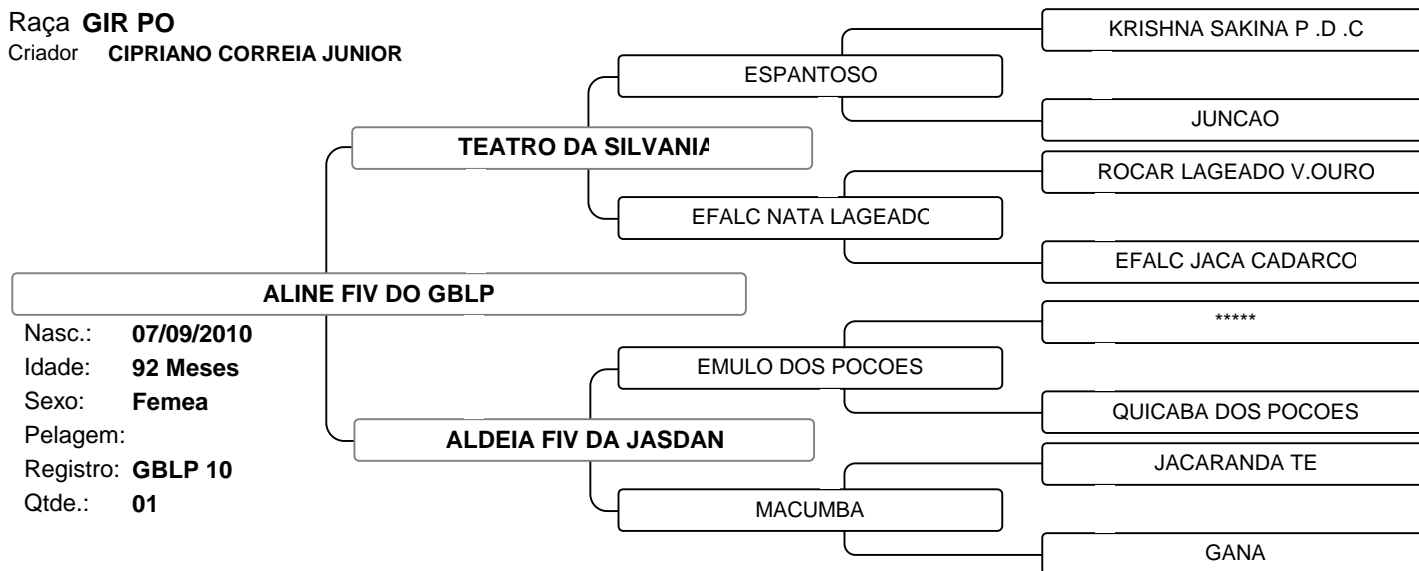 Raça GIR PO
Criador CIPRIANO CORREIA JUNIOR
KRISHNA SAKINA P .D .C
ESPANTOSO
JUNCAO
TEATRO DA SILVANIA
ROCAR LAGEADO V.OURO
EFALC NATA LAGEADO
EFALC JACA CADARCO
ALINE FIV DO GBLP
Nasc.: 07/09/2010
Idade: 92 Meses
Sexo: Femea
Pelagem:
Registro: GBLP 10
Qtde.: 01
*****
EMULO DOS POCOES
QUICABA DOS POCOES
ALDEIA FIV DA JASDAN
JACARANDA TE
MACUMBA
GANA